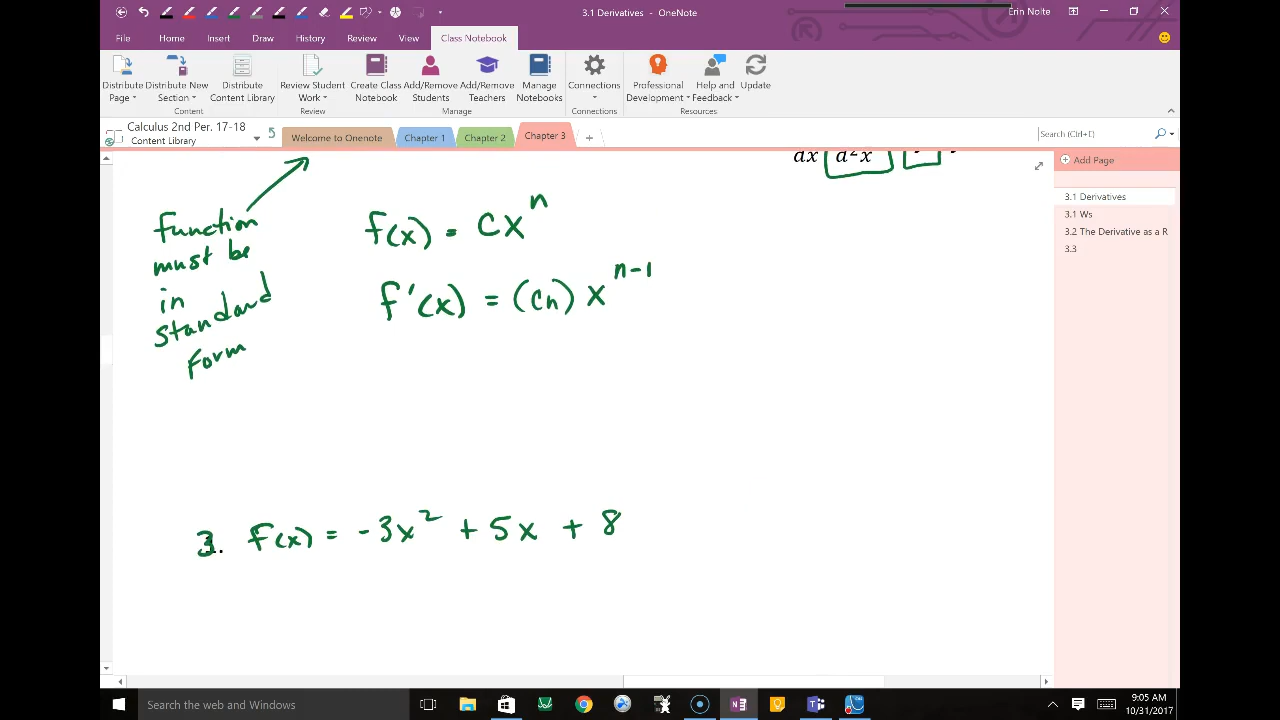 3.1 Derivatives - OneNote
Erin Nolte
File Home Insert Draw History Review View Class Notebook
Distribute Page Distribute New Section Distribute Content Library Review Student Work Create Class Notebook Add/Remove Students Add/Remove Teachers Manage Notebooks Connections Professional Development Help and Feedback Update
Content Review Manage Connections Resources
Calculus 2nd Per. 17-18
Content Library
Welcome to Onenote Chapter 1 Chapter 2 Chapter 3
Search (Ctrl+E)
Add Page
3.1 Derivatives
3.1 Ws
3.2 The Derivative as a R
3.3
dx
function
must be
in
standard
form
f(x) = cx^n
f'(x) = (cn) x^{n-1}
3. f(x) = -3x² + 5x + 8
Search the web and Windows
9:05 AM
10/31/2017